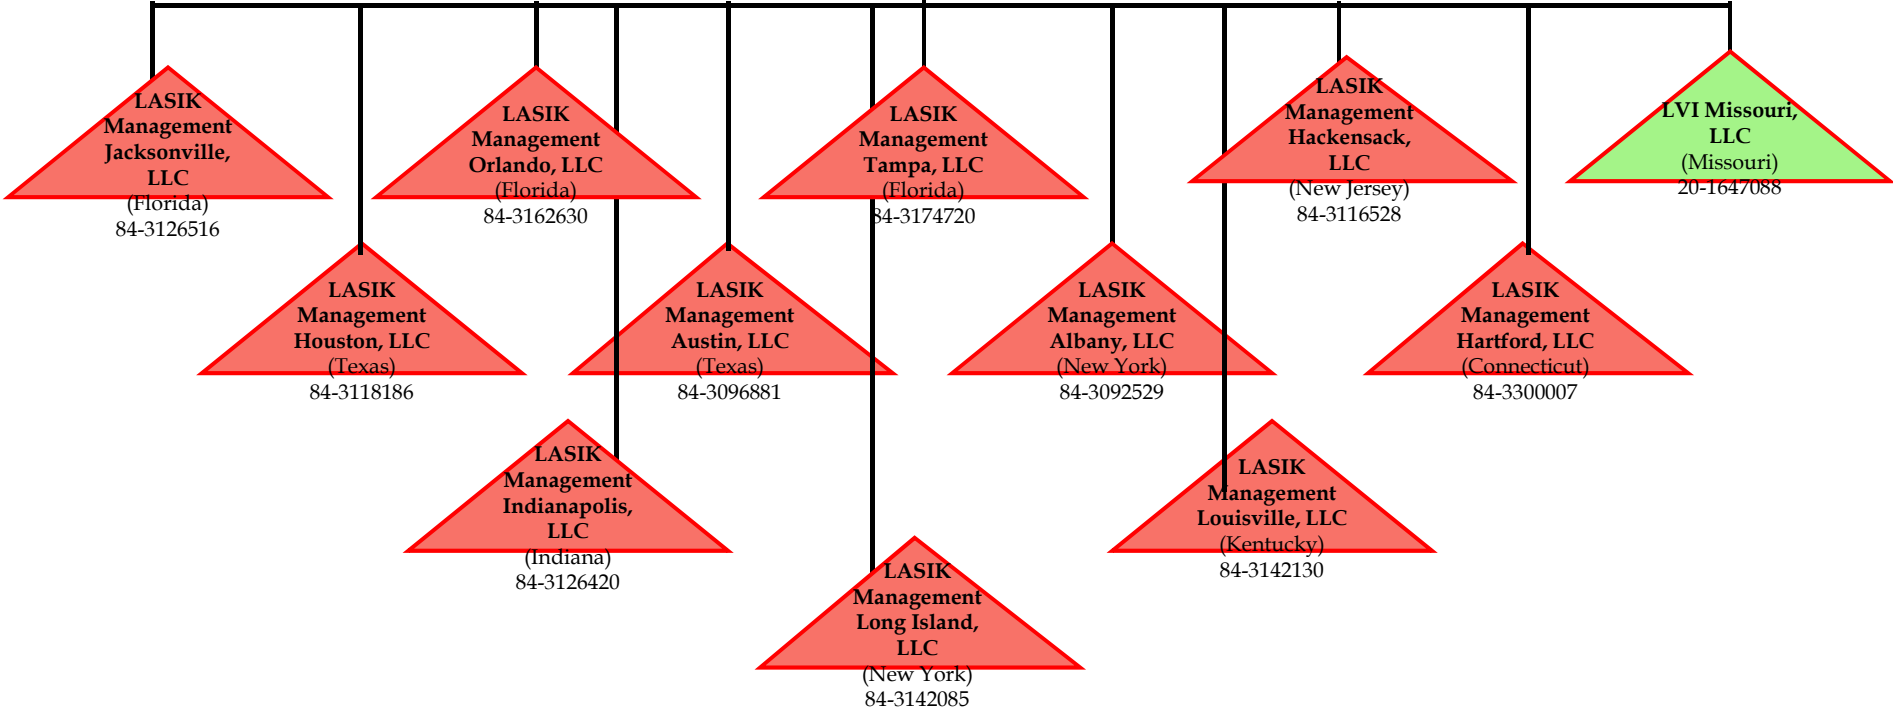 LASIK
Management
Jacksonville,
LLC
(Florida)
84-3126516
LASIK
Management
Orlando, LLC
(Florida)
84-3162630
LASIK
Management
Tampa, LLC
(Florida)
84-3174720
LASIK
Management
Hackensack,
LLC
(New Jersey)
84-3116528
LVI Missouri,
LLC
(Missouri)
20-1647088
LASIK
Management
Houston, LLC
(Texas)
84-3118186
LASIK
Management
Austin, LLC
(Texas)
84-3096881
LASIK
Management
Albany, LLC
(New York)
84-3092529
LASIK
Management
Hartford, LLC
(Connecticut)
84-3300007
LASIK
Management
Indianapolis,
LLC
(Indiana)
84-3126420
LASIK
Management
Louisville, LLC
(Kentucky)
84-3142130
LASIK
Management
Long Island,
LLC
(New York)
84-3142085